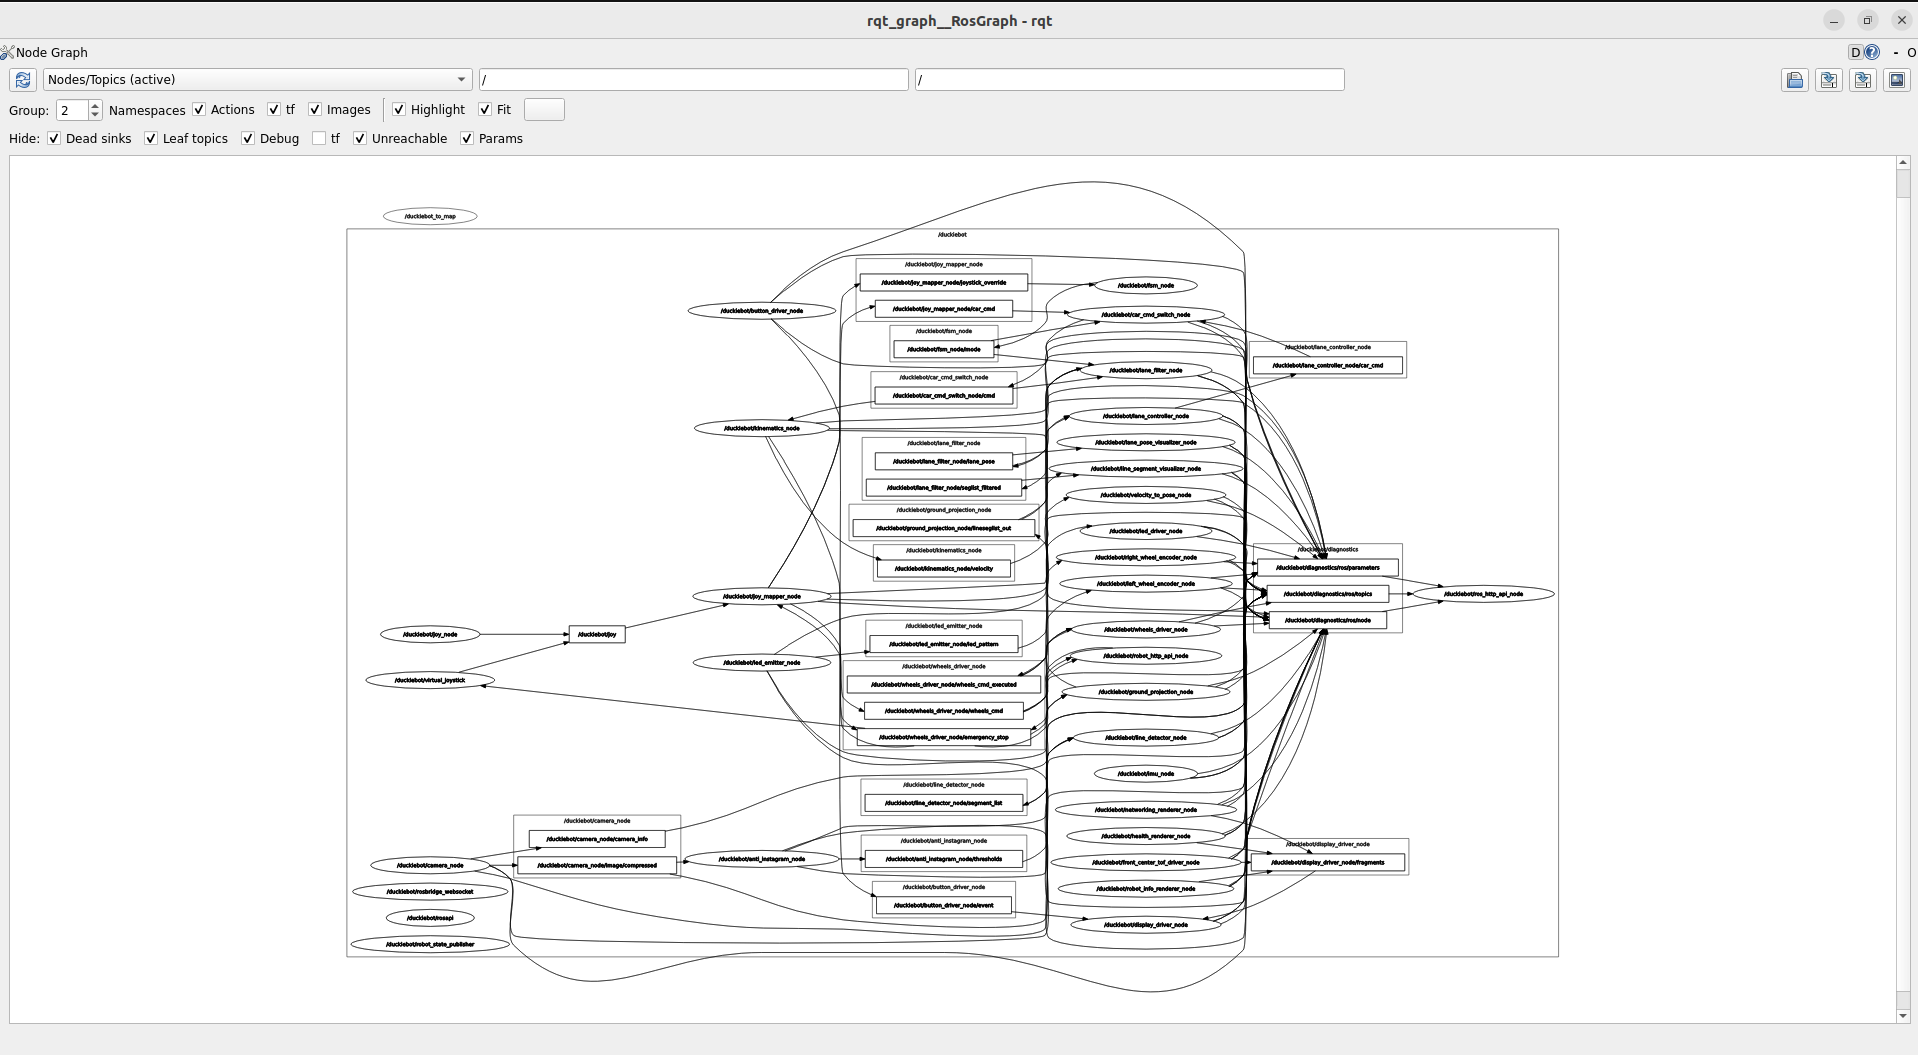 rqt_graph__RosGraph - rqt
Node Graph
D
- O
Nodes/Topics (active)
/
/
Group: 2 Namespaces Actions tf Images Highlight Fit
Hide: Dead sinks Leaf topics Debug tf Unreachable Params
/duckiebot_to_map
/duckiebot
/duckiebot/joy_node
/duckiebot/virtual_joystick
/duckiebot/joy
/duckiebot/camera_node
/duckiebot/camera_node/camera_info
/duckiebot/camera_node/image/compressed
/duckiebot/camera_node
/duckiebot/rosbridge_websocket
/duckiebot/rosapi
/duckiebot/robot_state_publisher
/duckiebot/button_driver_node
/duckiebot/kinematics_node
/duckiebot/joy_mapper_node
/duckiebot/led_emitter_node
/duckiebot/anti_instagram_node
/duckiebot/joy_mapper_node
/duckiebot/joy_mapper_node/joystick_override
/duckiebot/joy_mapper_node/car_cmd
/duckiebot/fsm_node
/duckiebot/fsm_node/mode
/duckiebot/car_cmd_switch_node
/duckiebot/car_cmd_switch_node/cmd
/duckiebot/lane_filter_node
/duckiebot/lane_filter_node/lane_pose
/duckiebot/lane_filter_node/seglist_filtered
/duckiebot/ground_projection_node
/duckiebot/ground_projection_node/lineseglist_out
/duckiebot/kinematics_node
/duckiebot/kinematics_node/velocity
/duckiebot/led_emitter_node
/duckiebot/led_emitter_node/led_pattern
/duckiebot/wheels_driver_node
/duckiebot/wheels_driver_node/wheels_cmd_executed
/duckiebot/wheels_driver_node/wheels_cmd
/duckiebot/wheels_driver_node/emergency_stop
/duckiebot/line_detector_node
/duckiebot/line_detector_node/segment_list
/duckiebot/anti_instagram_node
/duckiebot/anti_instagram_node/thresholds
/duckiebot/button_driver_node
/duckiebot/button_driver_node/event
/duckiebot/fsm_node
/duckiebot/car_cmd_switch_node
/duckiebot/lane_filter_node
/duckiebot/lane_controller_node
/duckiebot/lane_pose_visualizer_node
/duckiebot/line_segment_visualizer_node
/duckiebot/velocity_to_pose_node
/duckiebot/led_driver_node
/duckiebot/right_wheel_encoder_node
/duckiebot/left_wheel_encoder_node
/duckiebot/wheels_driver_node
/duckiebot/robot_http_api_node
/duckiebot/ground_projection_node
/duckiebot/line_detector_node
/duckiebot/imu_node
/duckiebot/networking_renderer_node
/duckiebot/health_renderer_node
/duckiebot/front_center_tof_driver_node
/duckiebot/robot_info_renderer_node
/duckiebot/display_driver_node
/duckiebot/lane_controller_node
/duckiebot/lane_controller_node/car_cmd
/duckiebot/diagnostics
/duckiebot/diagnostics/ros/parameters
/duckiebot/diagnostics/ros/topics
/duckiebot/diagnostics/ros/node
/duckiebot/display_driver_node
/duckiebot/display_driver_node/fragments
/duckiebot/ros_http_api_node